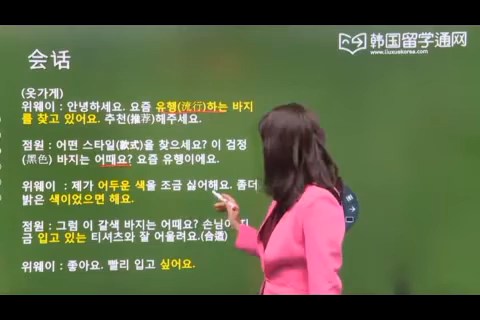 韩国留学通网
www.liuxuekorea.com
会话
(옷가게)
위웨이 : 안녕하세요. 요즘 유행(流行)하는 바지
를 찾고 있어요. 추천(推荐)해주세요.
점원 : 어떤 스타일(款式)을 찾으세요? 이 검정
(黑色) 바지는 어때요? 요즘 유행이에요.
위웨이 : 제가 어두운 색을 조금 싫어해요. 좀더
밝은 색이었으면 해요.
점원 : 그럼 이 갈색 바지는 어때요? 손님이
금 입고 있는 티셔츠와 잘 어울려요.(合适)
위웨이 : 좋아요. 빨리 입고 싶어요.